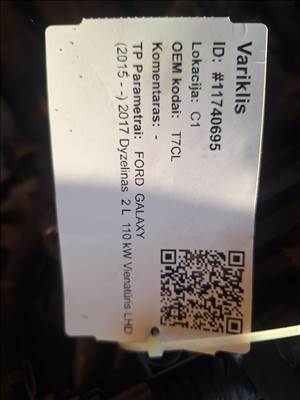 Variklis
ID: #11740695
Lokacija: C1
OEM kodai: T7CL
Komentaras: -
TP Parametrai: FORD GALAXY
(2015 - -) 2017 Dyzelinas 2 L 110 kW Vienatūris LHD